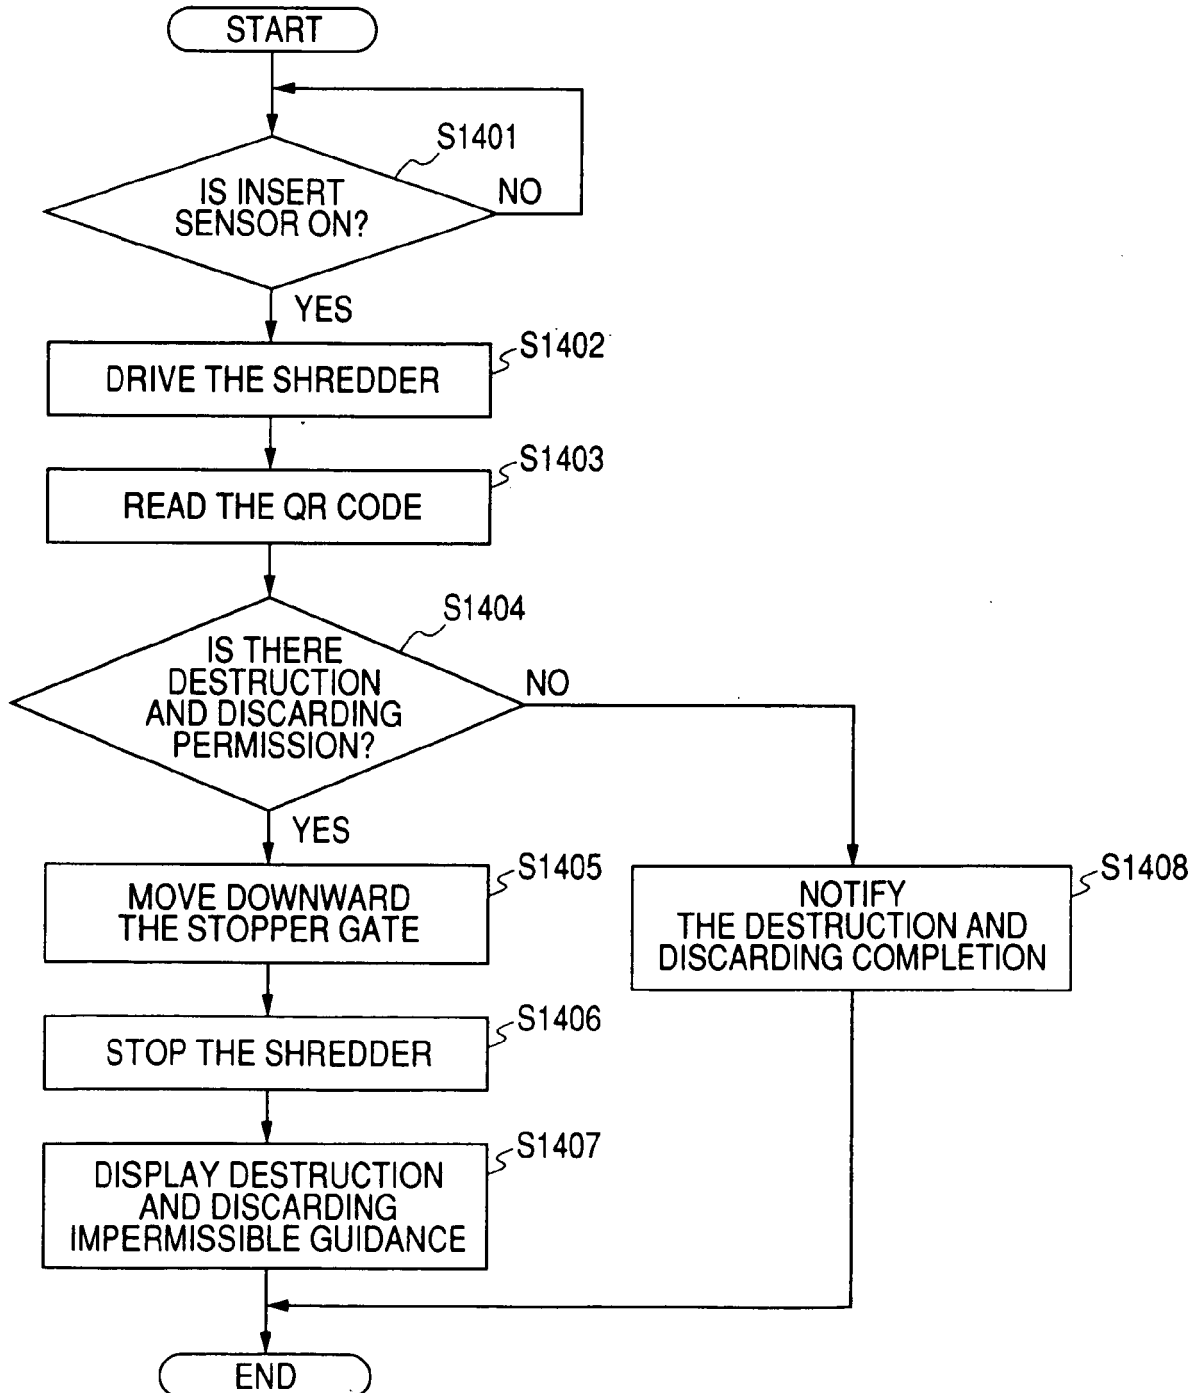 START
S1401
IS INSERT
SENSOR ON?
NO
YES
S1402
DRIVE THE SHREDDER
S1403
READ THE QR CODE
S1404
IS THERE
DESTRUCTION
AND DISCARDING
PERMISSION?
NO
YES
S1405
MOVE DOWNWARD
THE STOPPER GATE
S1408
NOTIFY
THE DESTRUCTION AND
DISCARDING COMPLETION
S1406
STOP THE SHREDDER
S1407
DISPLAY DESTRUCTION
AND DISCARDING
IMPERMISSIBLE GUIDANCE
END